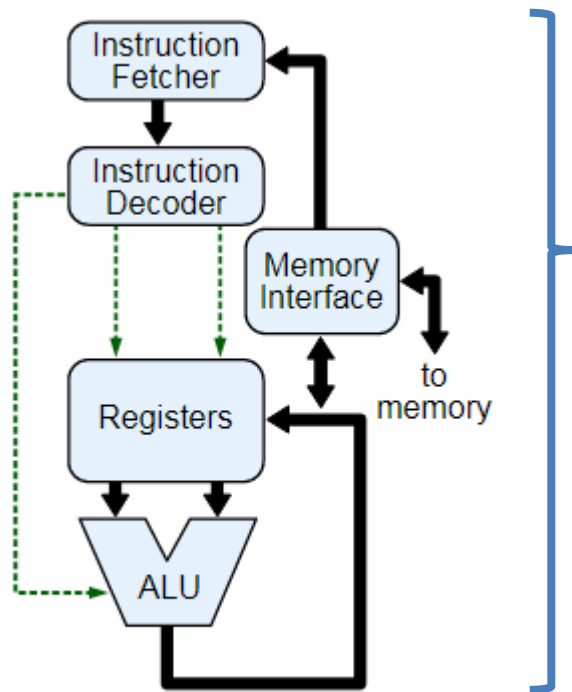 Instruction
Fetcher
Instruction
Decoder
Memory
Interface
to
memory
Registers
ALU